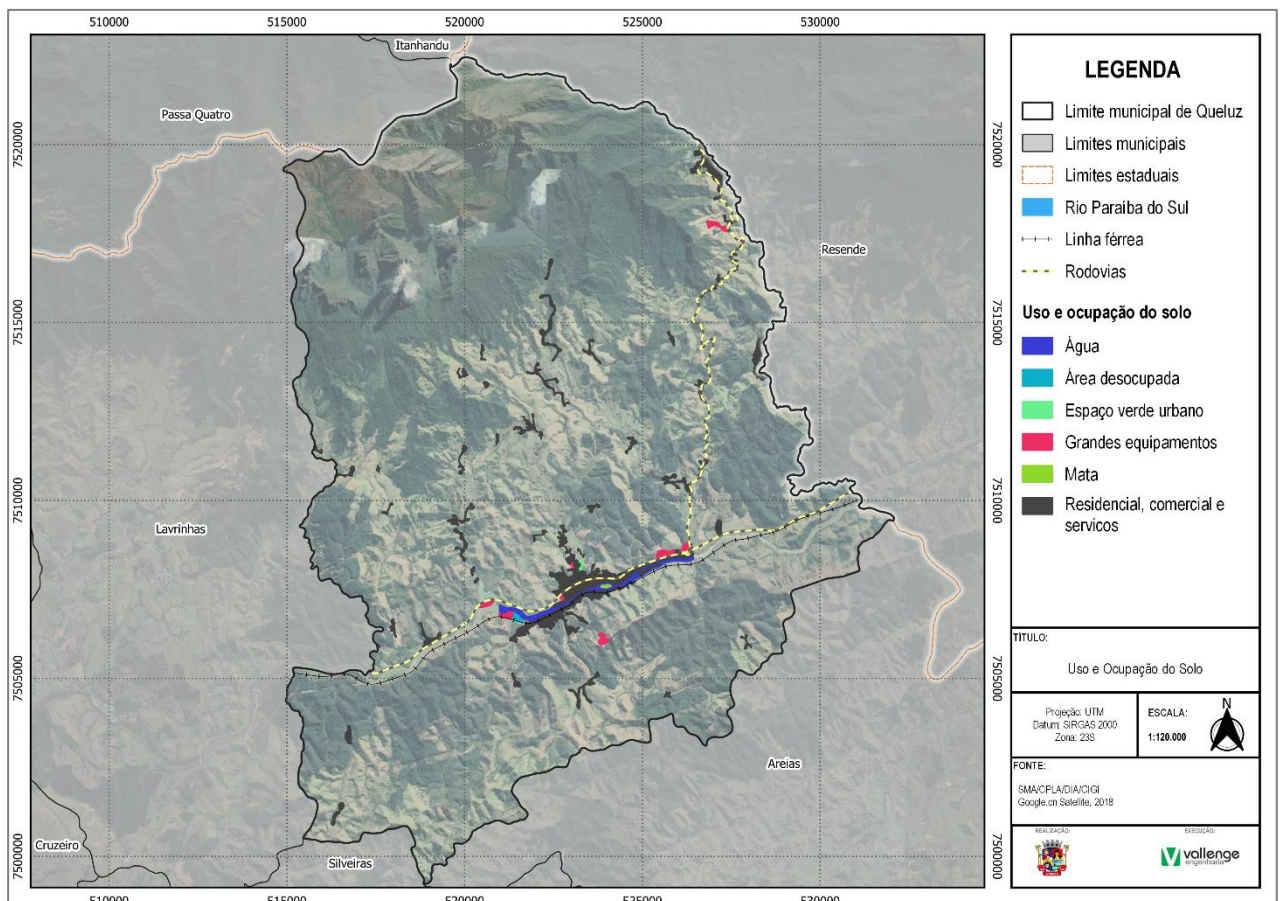 510000
515000
520000
525000
530000
Itanhandu
Passa Quatro
Resende
Lavrinhas
Areias
Cruzeiro
Silveiras
7520000
7515000
7510000
7505000
7500000
7520000
7515000
7510000
7505000
7500000
510000
515000
520000
525000
530000
LEGENDA
Limite municipal de Queluz
Limites municipais
Limites estaduais
Rio Paraíba do Sul
Linha férrea
Rodovias
Uso e ocupação do solo
Água
Área desocupada
Espaço verde urbano
Grandes equipamentos
Mata
Residencial, comercial e
servicos
TÍTULO:
Uso e Ocupação do Solo
Projeção: UTM
Datum: SIRGAS 2000
Zona: 23S
ESCALA:
1:120.000
N
FONTE:
SMA/CPLA/DIA/CIGI
Google.cn Satellite, 2018
REALIZAÇÃO:
EXECUÇÃO:
vallenge
engenharia